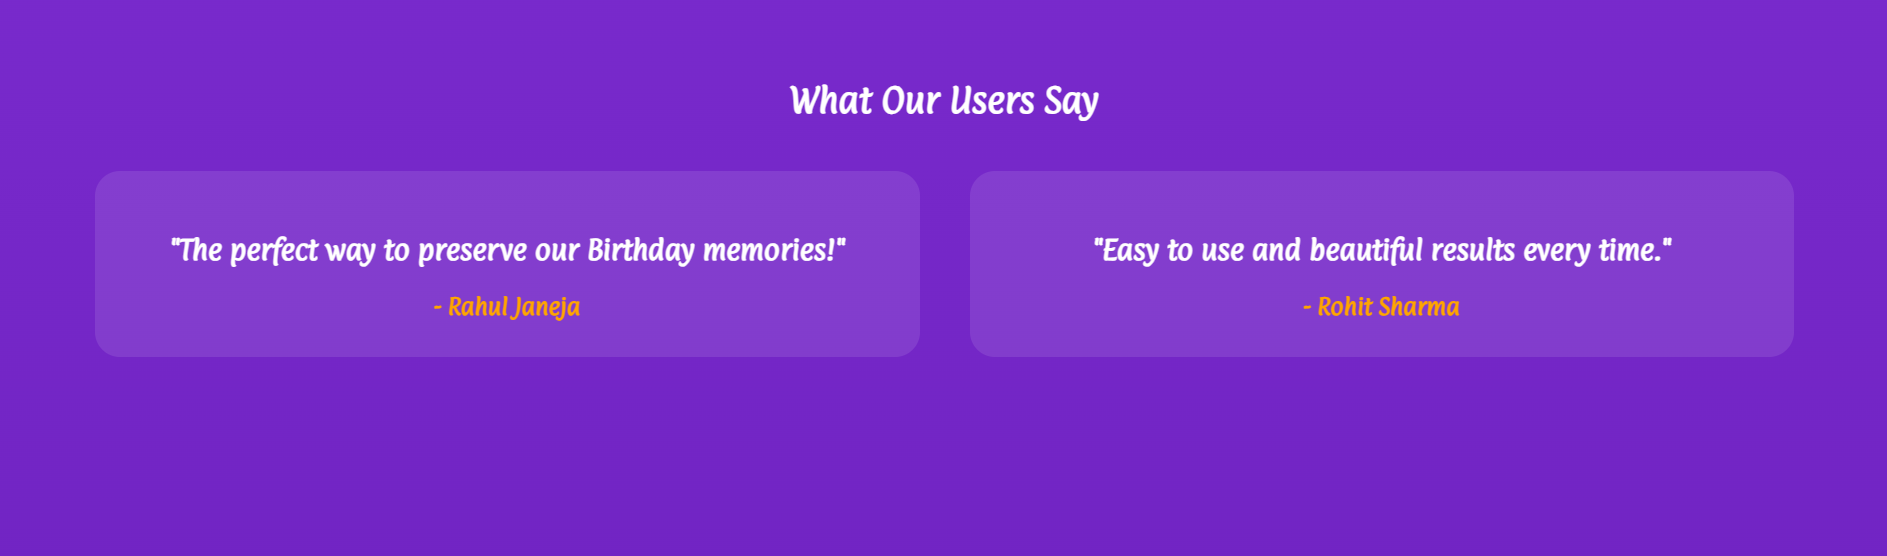 What Our Users Say
"The perfect way to preserve our Birthday memories!"
- Rahul Janeja
"Easy to use and beautiful results every time."
- Rohit Sharma